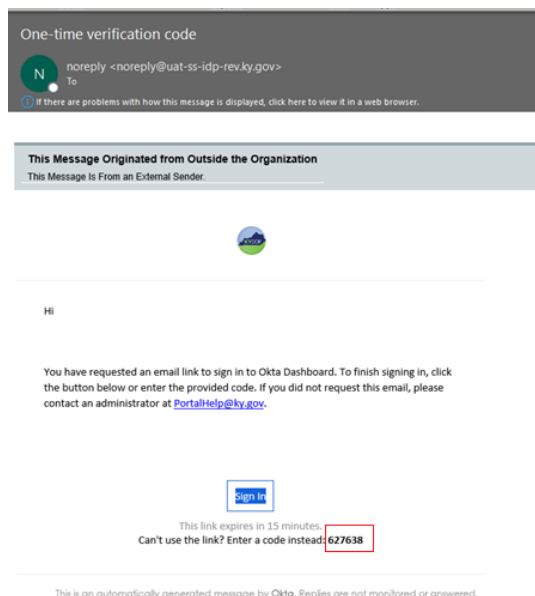 One-time verification code
N
noreply <noreply@uat-ss-idp-rev.ky.gov>
To
If there are problems with how this message is displayed, click here to view it in a web browser.
This Message Originated from Outside the Organization
This Message Is From an External Sender.
Hi
You have requested an email link to sign in to Okta Dashboard. To finish signing in, click
the button below or enter the provided code. If you did not request this email, please
contact an administrator at PortalHelp@ky.gov.
Sign In
This link expires in 15 minutes.
Can't use the link? Enter a code instead: 627638
This is an automatically generated message by Okta. Replies are not monitored or answered.